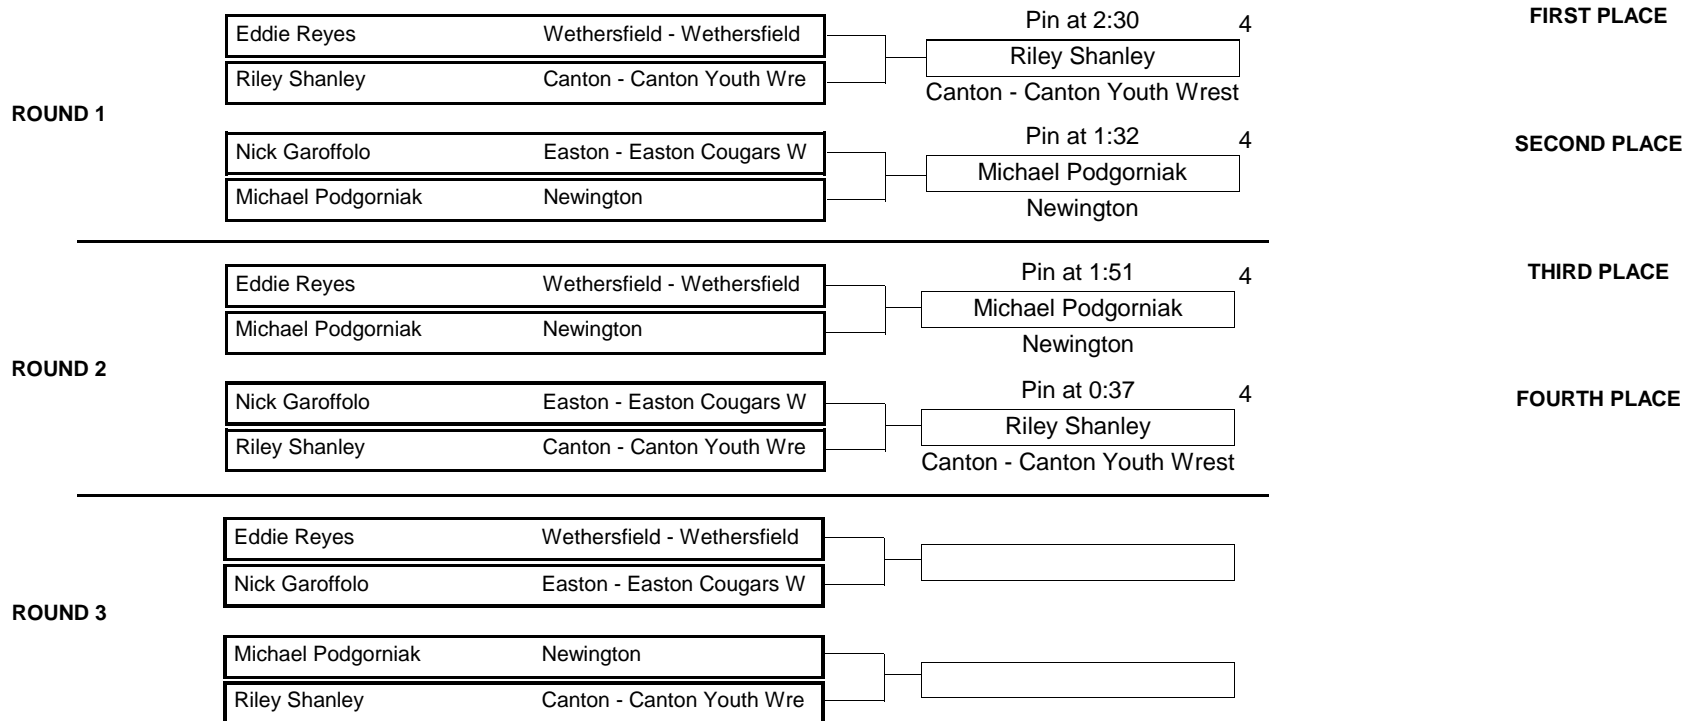 FIRST PLACE
Pin at 2:30 4
Eddie Reyes Wethersfield - Wethersfield
Riley Shanley
Riley Shanley Canton - Canton Youth Wre
Canton - Canton Youth Wrest
ROUND 1
Pin at 1:32 4
SECOND PLACE
Nick Garoffolo Easton - Easton Cougars W
Michael Podgorniak
Michael Podgorniak Newington
Newington
Pin at 1:51 4
THIRD PLACE
Eddie Reyes Wethersfield - Wethersfield
Michael Podgorniak
Michael Podgorniak Newington
Newington
ROUND 2
Pin at 0:37 4
FOURTH PLACE
Nick Garoffolo Easton - Easton Cougars W
Riley Shanley
Riley Shanley Canton - Canton Youth Wre
Canton - Canton Youth Wrest
Eddie Reyes Wethersfield - Wethersfield
Nick Garoffolo Easton - Easton Cougars W
ROUND 3
Michael Podgorniak Newington
Riley Shanley Canton - Canton Youth Wre